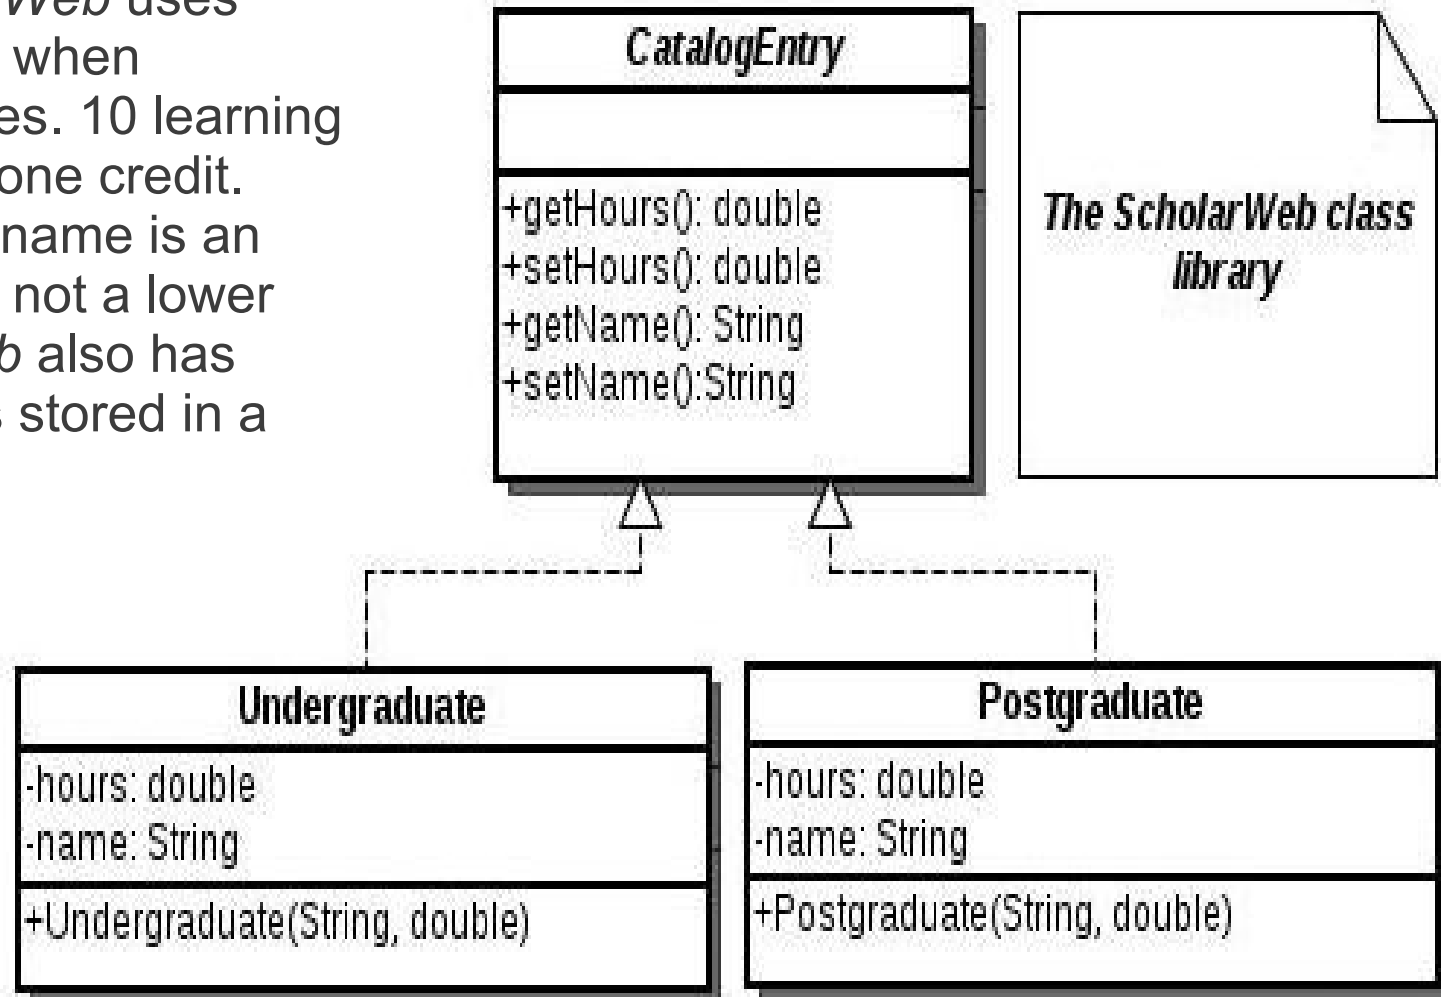 Web uses
when
es. 10 learning
one credit.
name is an
not a lower
b also has
s stored in a
CatalogEntry
+getHours(): double
+setHours(): double
+getName(): String
+setName():String
The ScholarWeb class
library
Undergraduate
-hours: double
-name: String
+Undergraduate(String, double)
Postgraduate
-hours: double
-name: String
+Postgraduate(String, double)